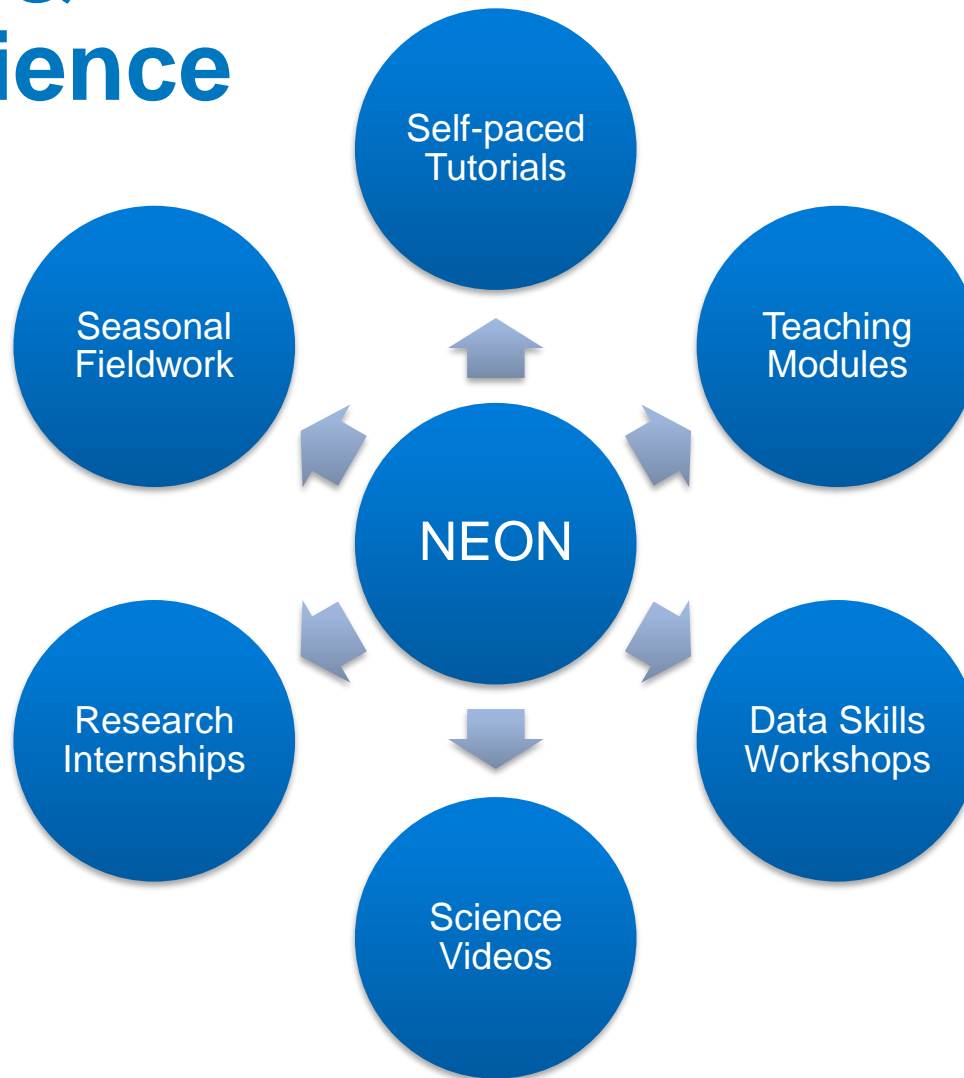 ience
Self-paced
Tutorials
Seasonal
Fieldwork
Teaching
Modules
NEON
Research
Internships
Data Skills
Workshops
Science
Videos